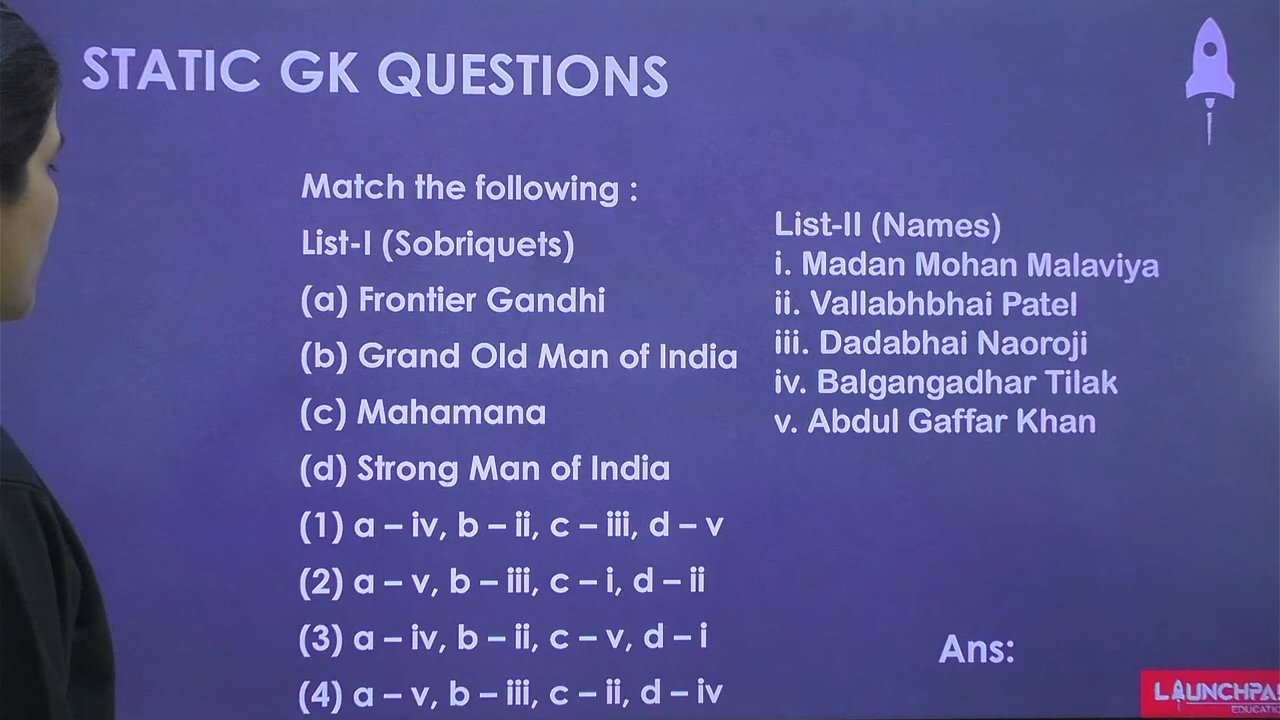 STATIC GK QUESTIONS
Match the following :
List-I (Sobriquets)
(a) Frontier Gandhi
(b) Grand Old Man of India
(c) Mahamana
(d) Strong Man of India
(1) a – iv, b – ii, c – iii, d – v
(2) a – v, b – iii, c – i, d – ii
(3) a – iv, b – ii, c – v, d – i
(4) a – v, b – iii, c – ii, d – iv
List-II (Names)
i. Madan Mohan Malaviya
ii. Vallabhbhai Patel
iii. Dadabhai Naoroji
iv. Balgangadhar Tilak
v. Abdul Gaffar Khan
Ans: